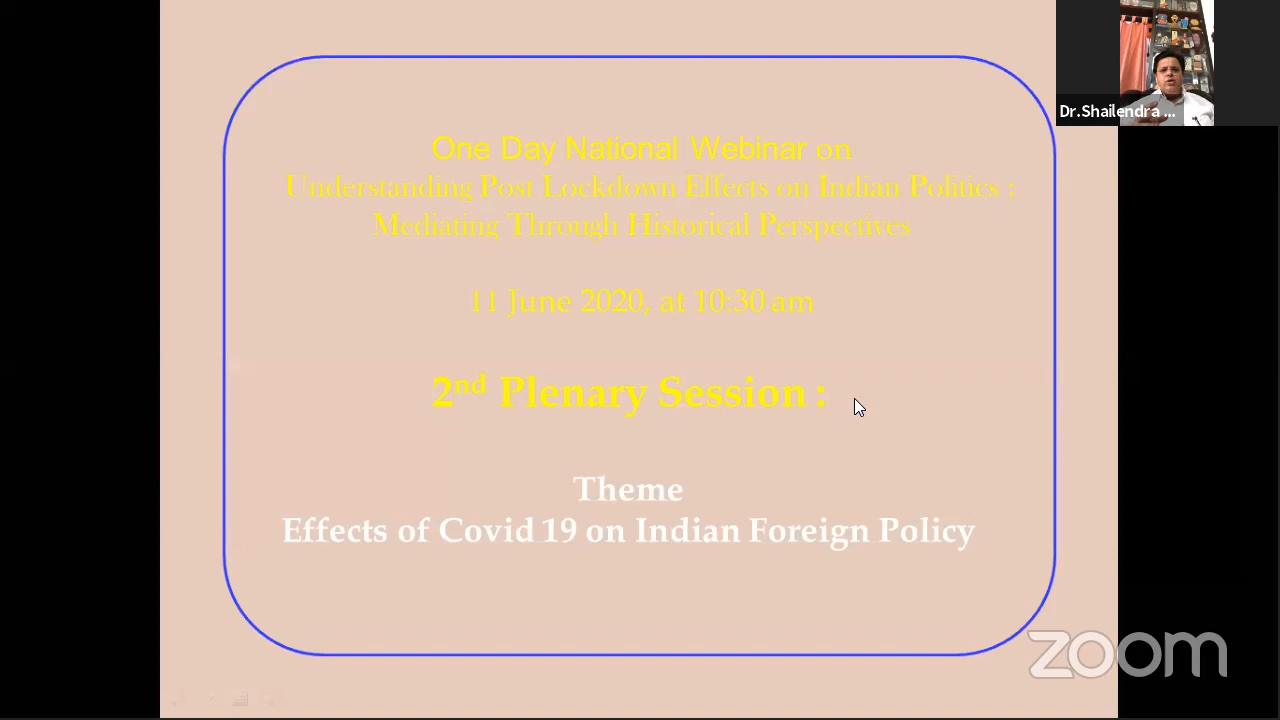 One Day National Webinar on
Understanding Post Lockdown Effects on Indian Politics :
Mediating Through Historical Perspectives
11 June 2020, at 10:30 am
2nd Plenary Session :
Theme
Effects of Covid 19 on Indian Foreign Policy
Dr.Shailendra ...
zoom